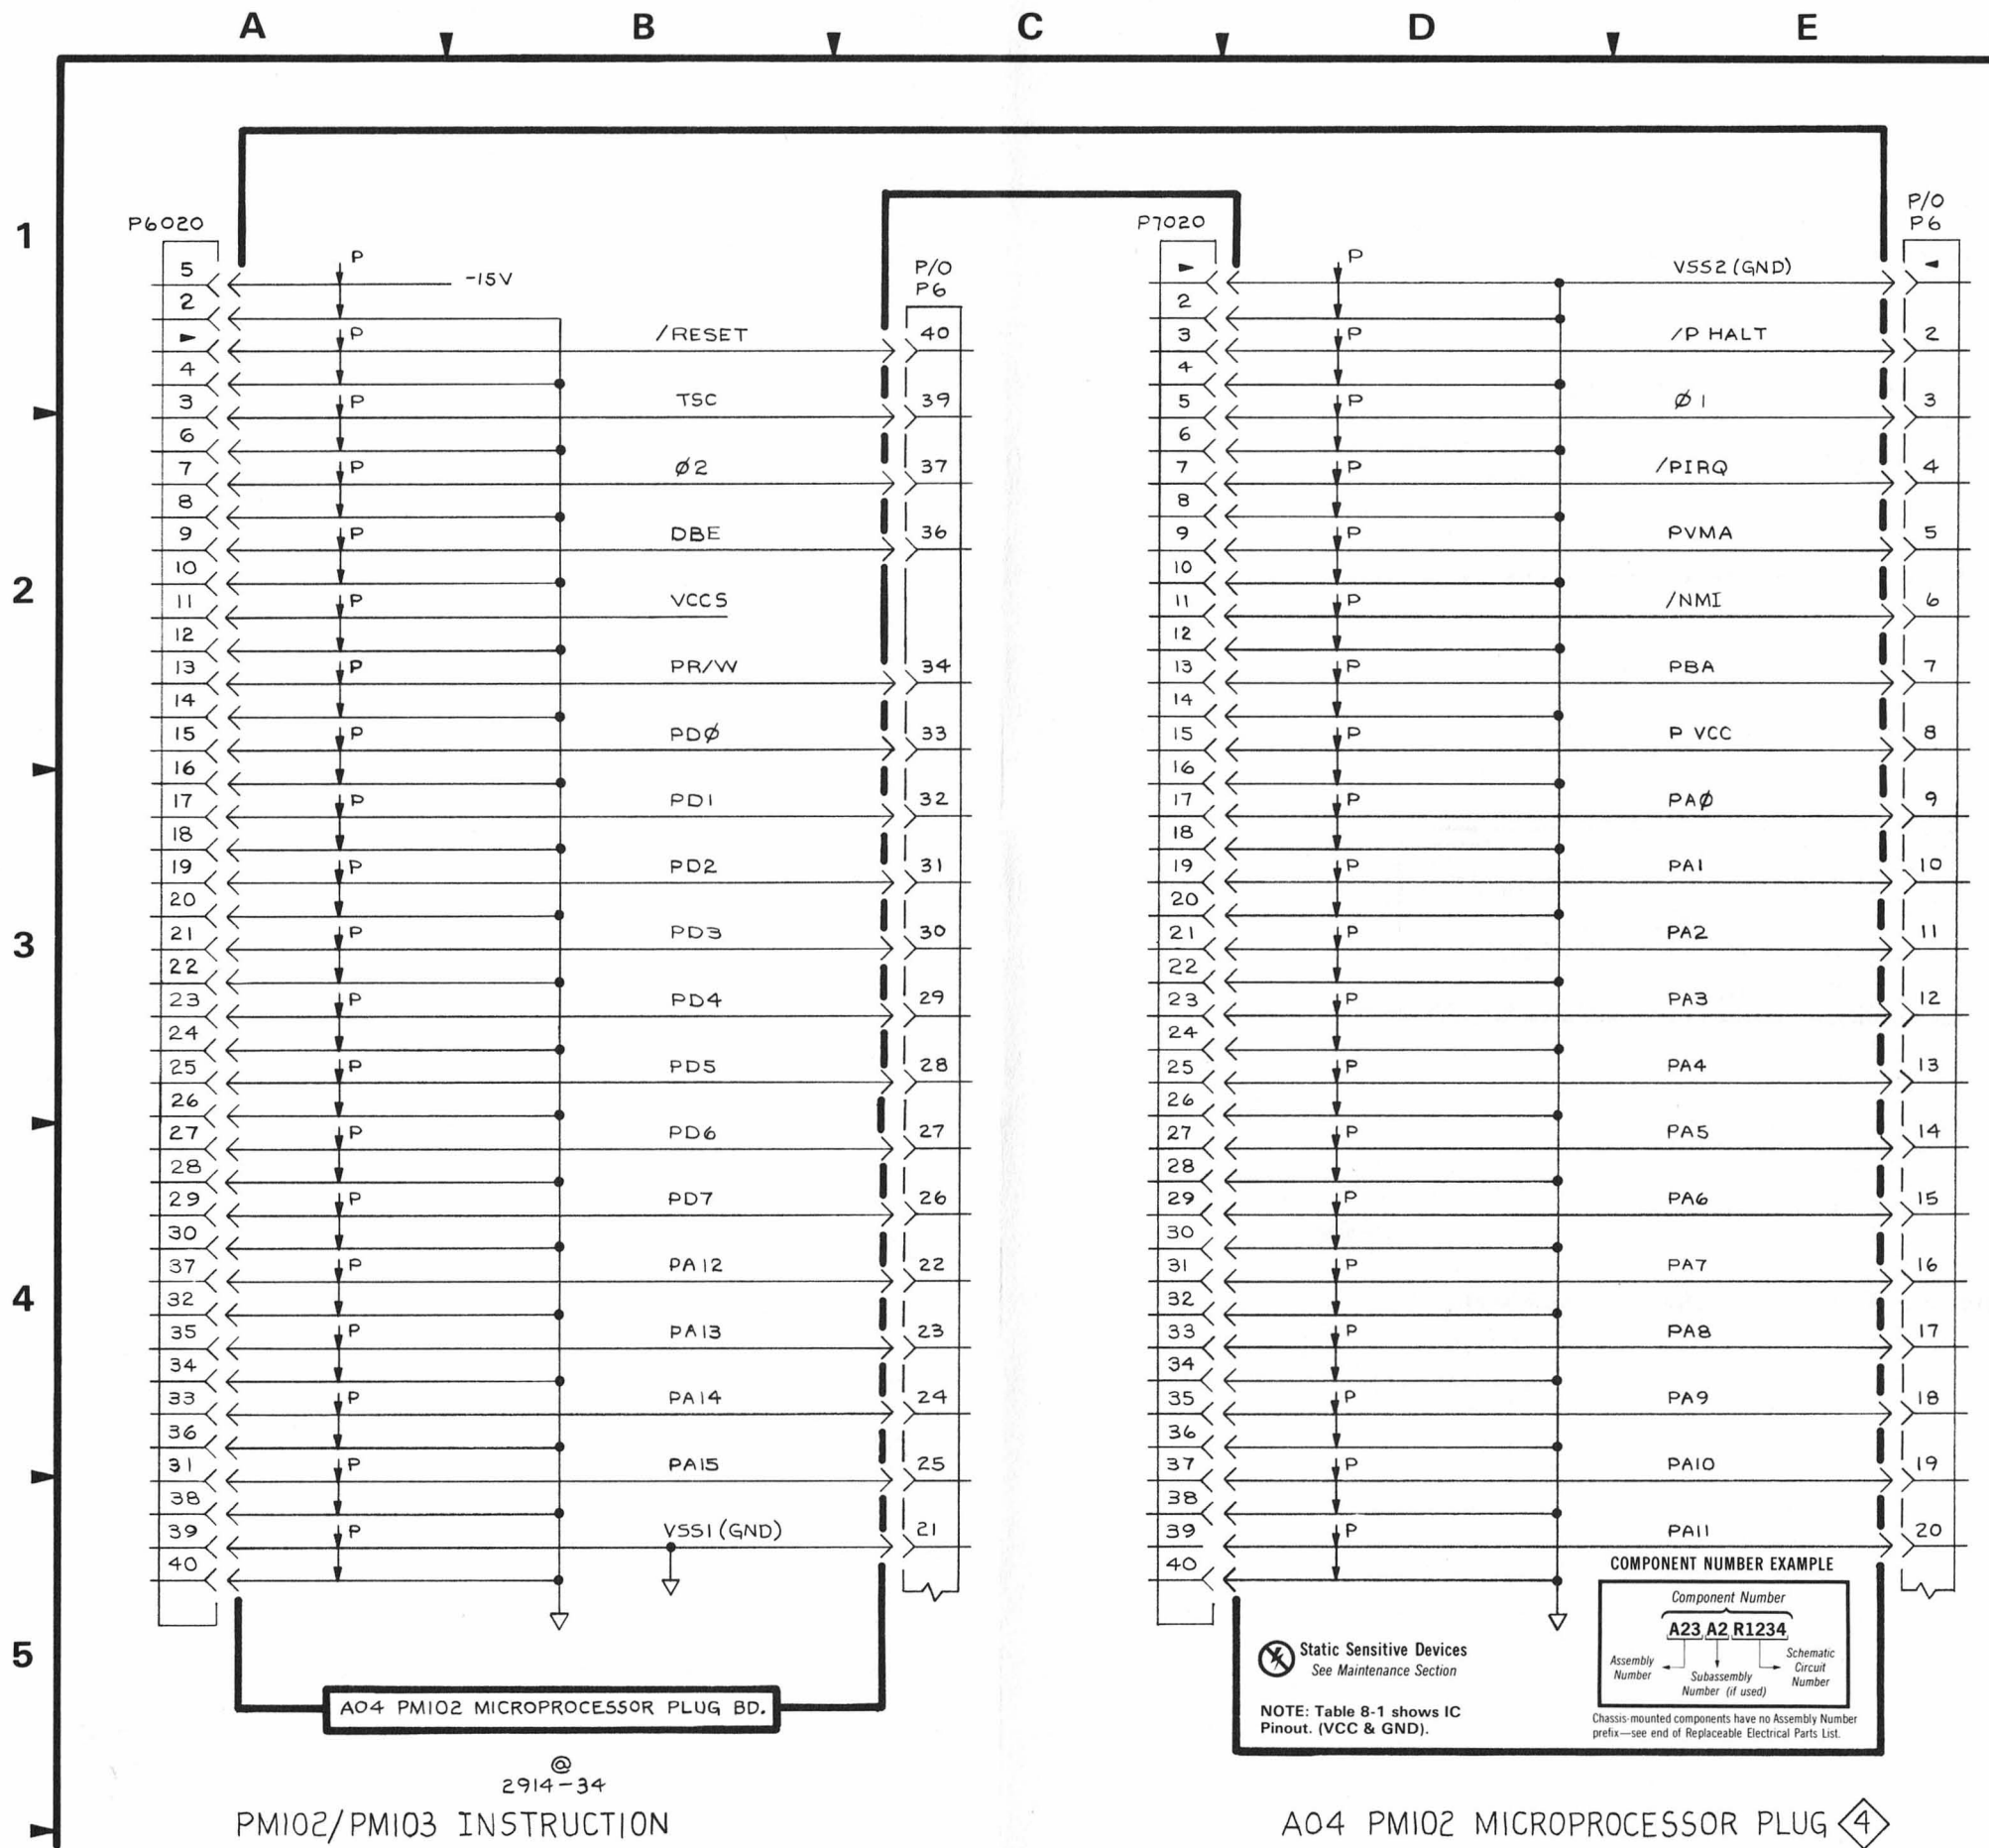 A B C D E
1
2
3
4
5
P6020
5 P -15V
2
► P /RESET
4
3 P TSC
6
7 P Ø2
8
9 P DBE
10
11 P VCC5
12
13 P PR/W
14
15 P PDØ
16
17 P PD1
18
19 P PD2
20
21 P PD3
22
23 P PD4
24
25 P PD5
26
27 P PD6
28
29 P PD7
30
37 P PA12
32
35 P PA13
34
33 P PA14
36
31 P PA15
38
39 P VSS1 (GND)
40
P/O
P6
40
39
37
36
34
33
32
31
30
29
28
27
26
22
23
24
25
21
P7020
► P VSS2 (GND)
2
3 P /P HALT
4
5 P Ø1
6
7 P /PIRQ
8
9 P PVMA
10
11 P /NMI
12
13 P PBA
14
15 P P VCC
16
17 P PAØ
18
19 P PA1
20
21 P PA2
22
23 P PA3
24
25 P PA4
26
27 P PA5
28
29 P PA6
30
31 P PA7
32
33 P PA8
34
35 P PA9
36
37 P PA10
38
39 P PA11
40
P/O
P6
◄
2
3
4
5
6
7
8
9
10
11
12
13
14
15
16
17
18
19
20
COMPONENT NUMBER EXAMPLE
Component Number
A23 A2 R1234
Assembly
Number
Subassembly
Number (if used)
Schematic
Circuit
Number
Chassis-mounted components have no Assembly Number
prefix—see end of Replaceable Electrical Parts List.
Static Sensitive Devices
See Maintenance Section
NOTE: Table 8-1 shows IC
Pinout. (VCC & GND).
A04 PM102 MICROPROCESSOR PLUG BD.
@
2914-34
PM102/PM103 INSTRUCTION
A04 PM102 MICROPROCESSOR PLUG 4